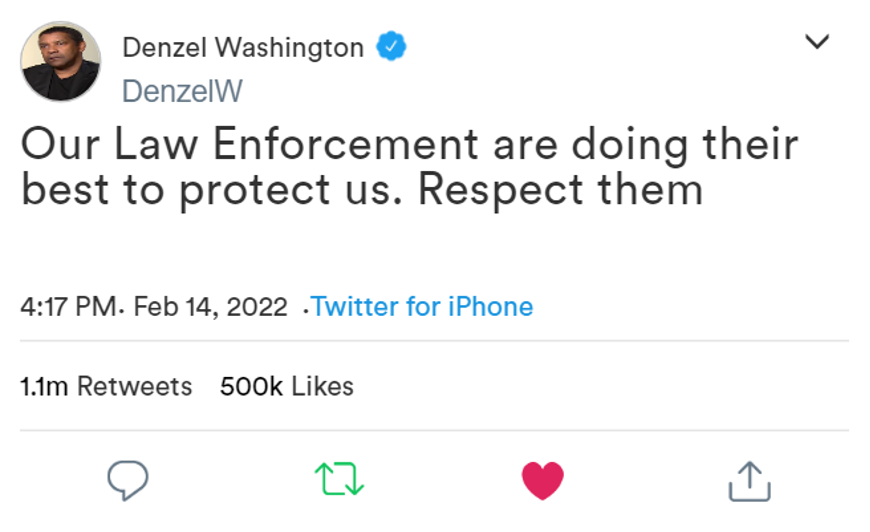 Denzel Washington
DenzelW
Our Law Enforcement are doing their
best to protect us. Respect them
4:17 PM. Feb 14, 2022 .Twitter for iPhone
1.1m Retweets 500k Likes